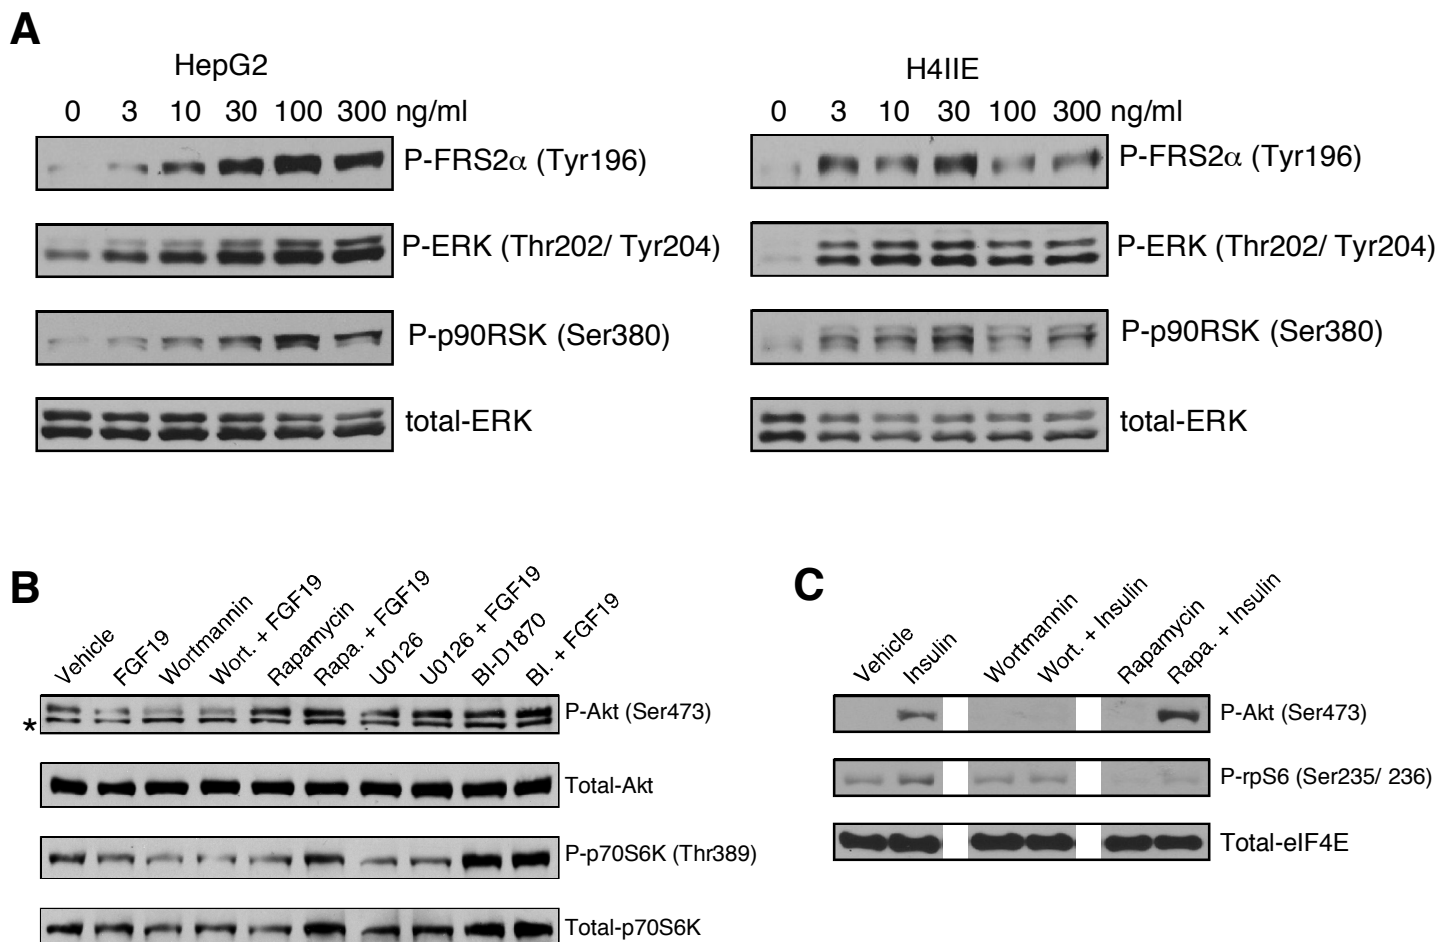 A
HepG2
0 3 10 30 100 300 ng/ml
P-FRS2α (Tyr196)
P-ERK (Thr202/ Tyr204)
P-p90RSK (Ser380)
total-ERK
H4IIE
0 3 10 30 100 300 ng/ml
P-FRS2α (Tyr196)
P-ERK (Thr202/ Tyr204)
P-p90RSK (Ser380)
total-ERK
B
Vehicle
FGF19
Wortmannin
Wort. + FGF19
Rapamycin
Rapa. + FGF19
U0126
U0126 + FGF19
BI-D1870
BI. + FGF19
P-Akt (Ser473)
*
Total-Akt
P-p70S6K (Thr389)
Total-p70S6K
C
Vehicle
Insulin
Wortmannin
Wort. + Insulin
Rapamycin
Rapa. + Insulin
P-Akt (Ser473)
P-rpS6 (Ser235/ 236)
Total-eIF4E